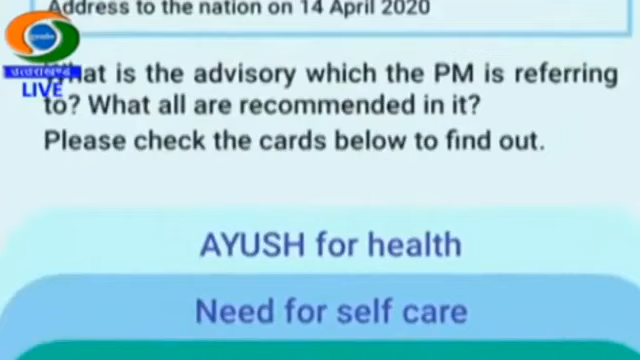 Address to the nation on 14 April 2020
What is the advisory which the PM is referring
to? What all are recommended in it?
Please check the cards below to find out.
LIVE
AYUSH for health
Need for self care